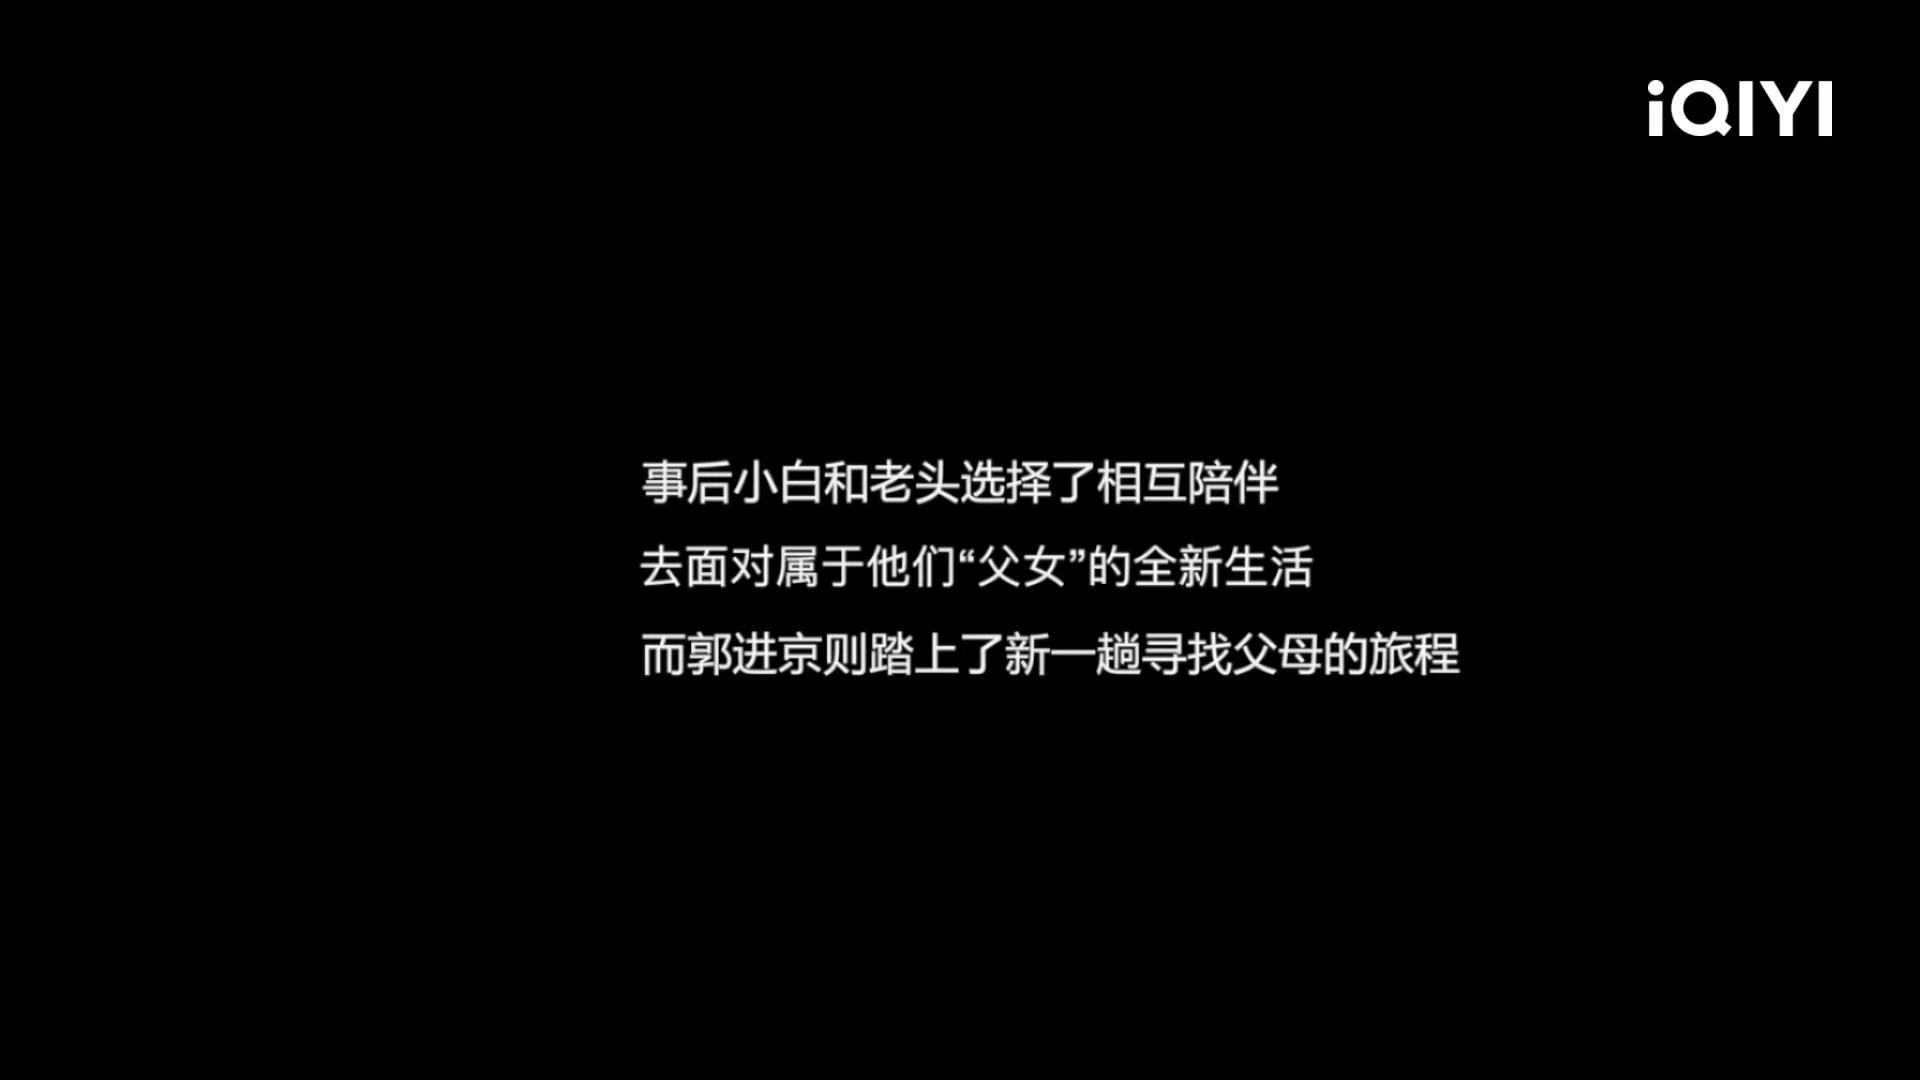 iQIYI
事后小白和老头选择了相互陪伴
去面对属于他们“父女”的全新生活
而郭进京则踏上了新一趟寻找父母的旅程